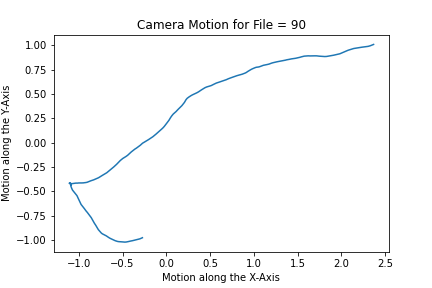 Camera Motion for File = 90
Motion along the Y-Axis
1.00
0.75
0.50
0.25
0.00
−0.25
−0.50
−0.75
−1.00
−1.0 −0.5 0.0 0.5 1.0 1.5 2.0 2.5
Motion along the X-Axis